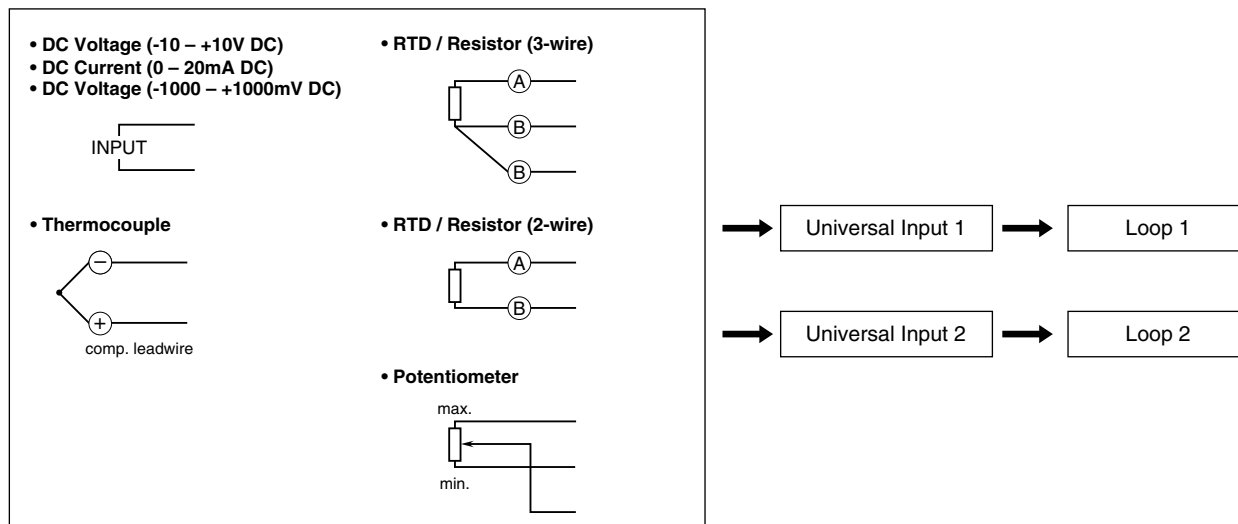 • DC Voltage (-10 – +10V DC)
• DC Current (0 – 20mA DC)
• DC Voltage (-1000 – +1000mV DC)
INPUT
• Thermocouple
−
+
comp. leadwire
• RTD / Resistor (3-wire)
A
B
B
• RTD / Resistor (2-wire)
A
B
• Potentiometer
max.
min.
Universal Input 1
Loop 1
Universal Input 2
Loop 2